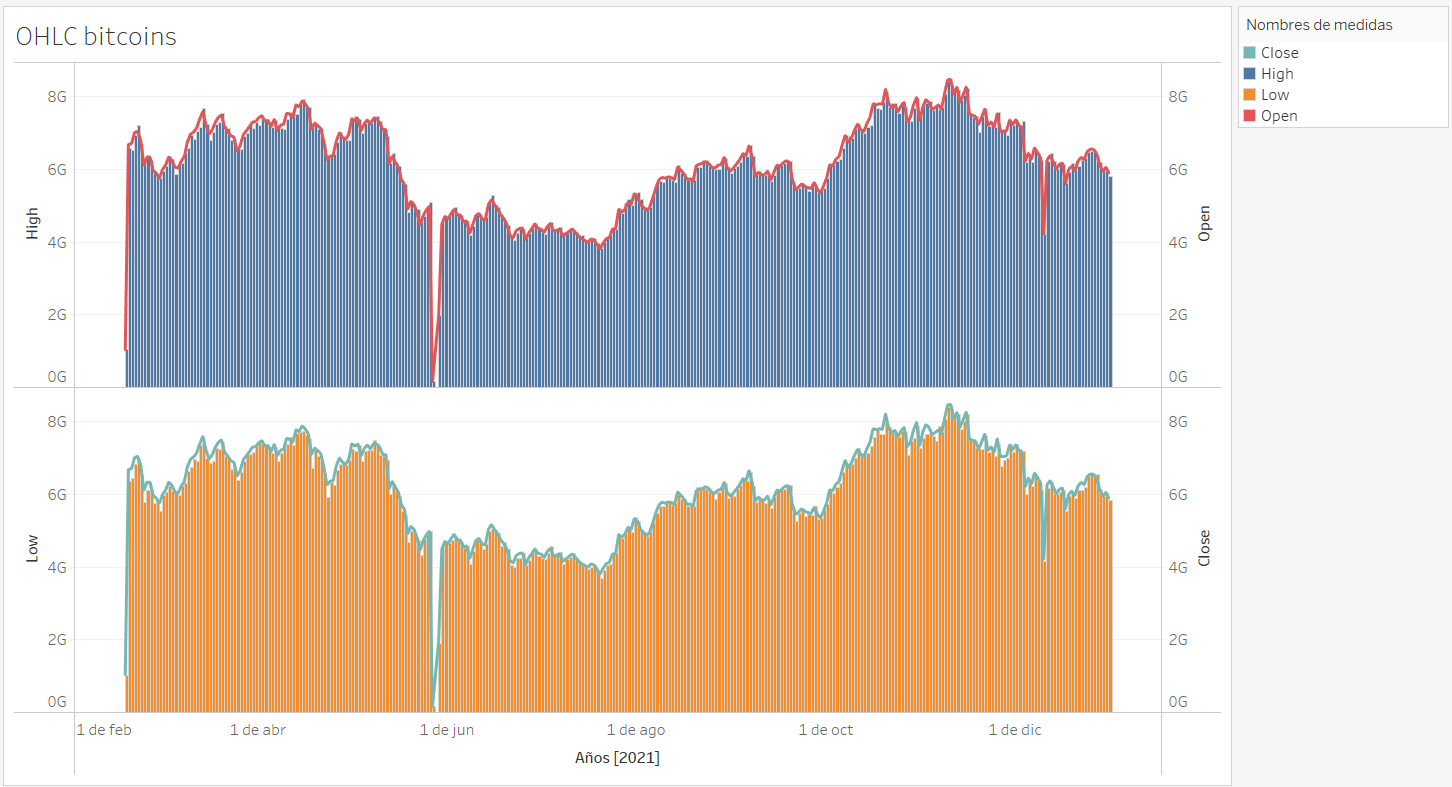 OHLC bitcoins
Nombres de medidas
Close
High
Low
Open
8G
6G
4G
2G
0G
High
8G
6G
4G
2G
0G
Open
8G
6G
4G
2G
0G
Low
8G
6G
4G
2G
0G
Close
1 de feb 1 de abr 1 de jun 1 de ago 1 de oct 1 de dic
Años [2021]